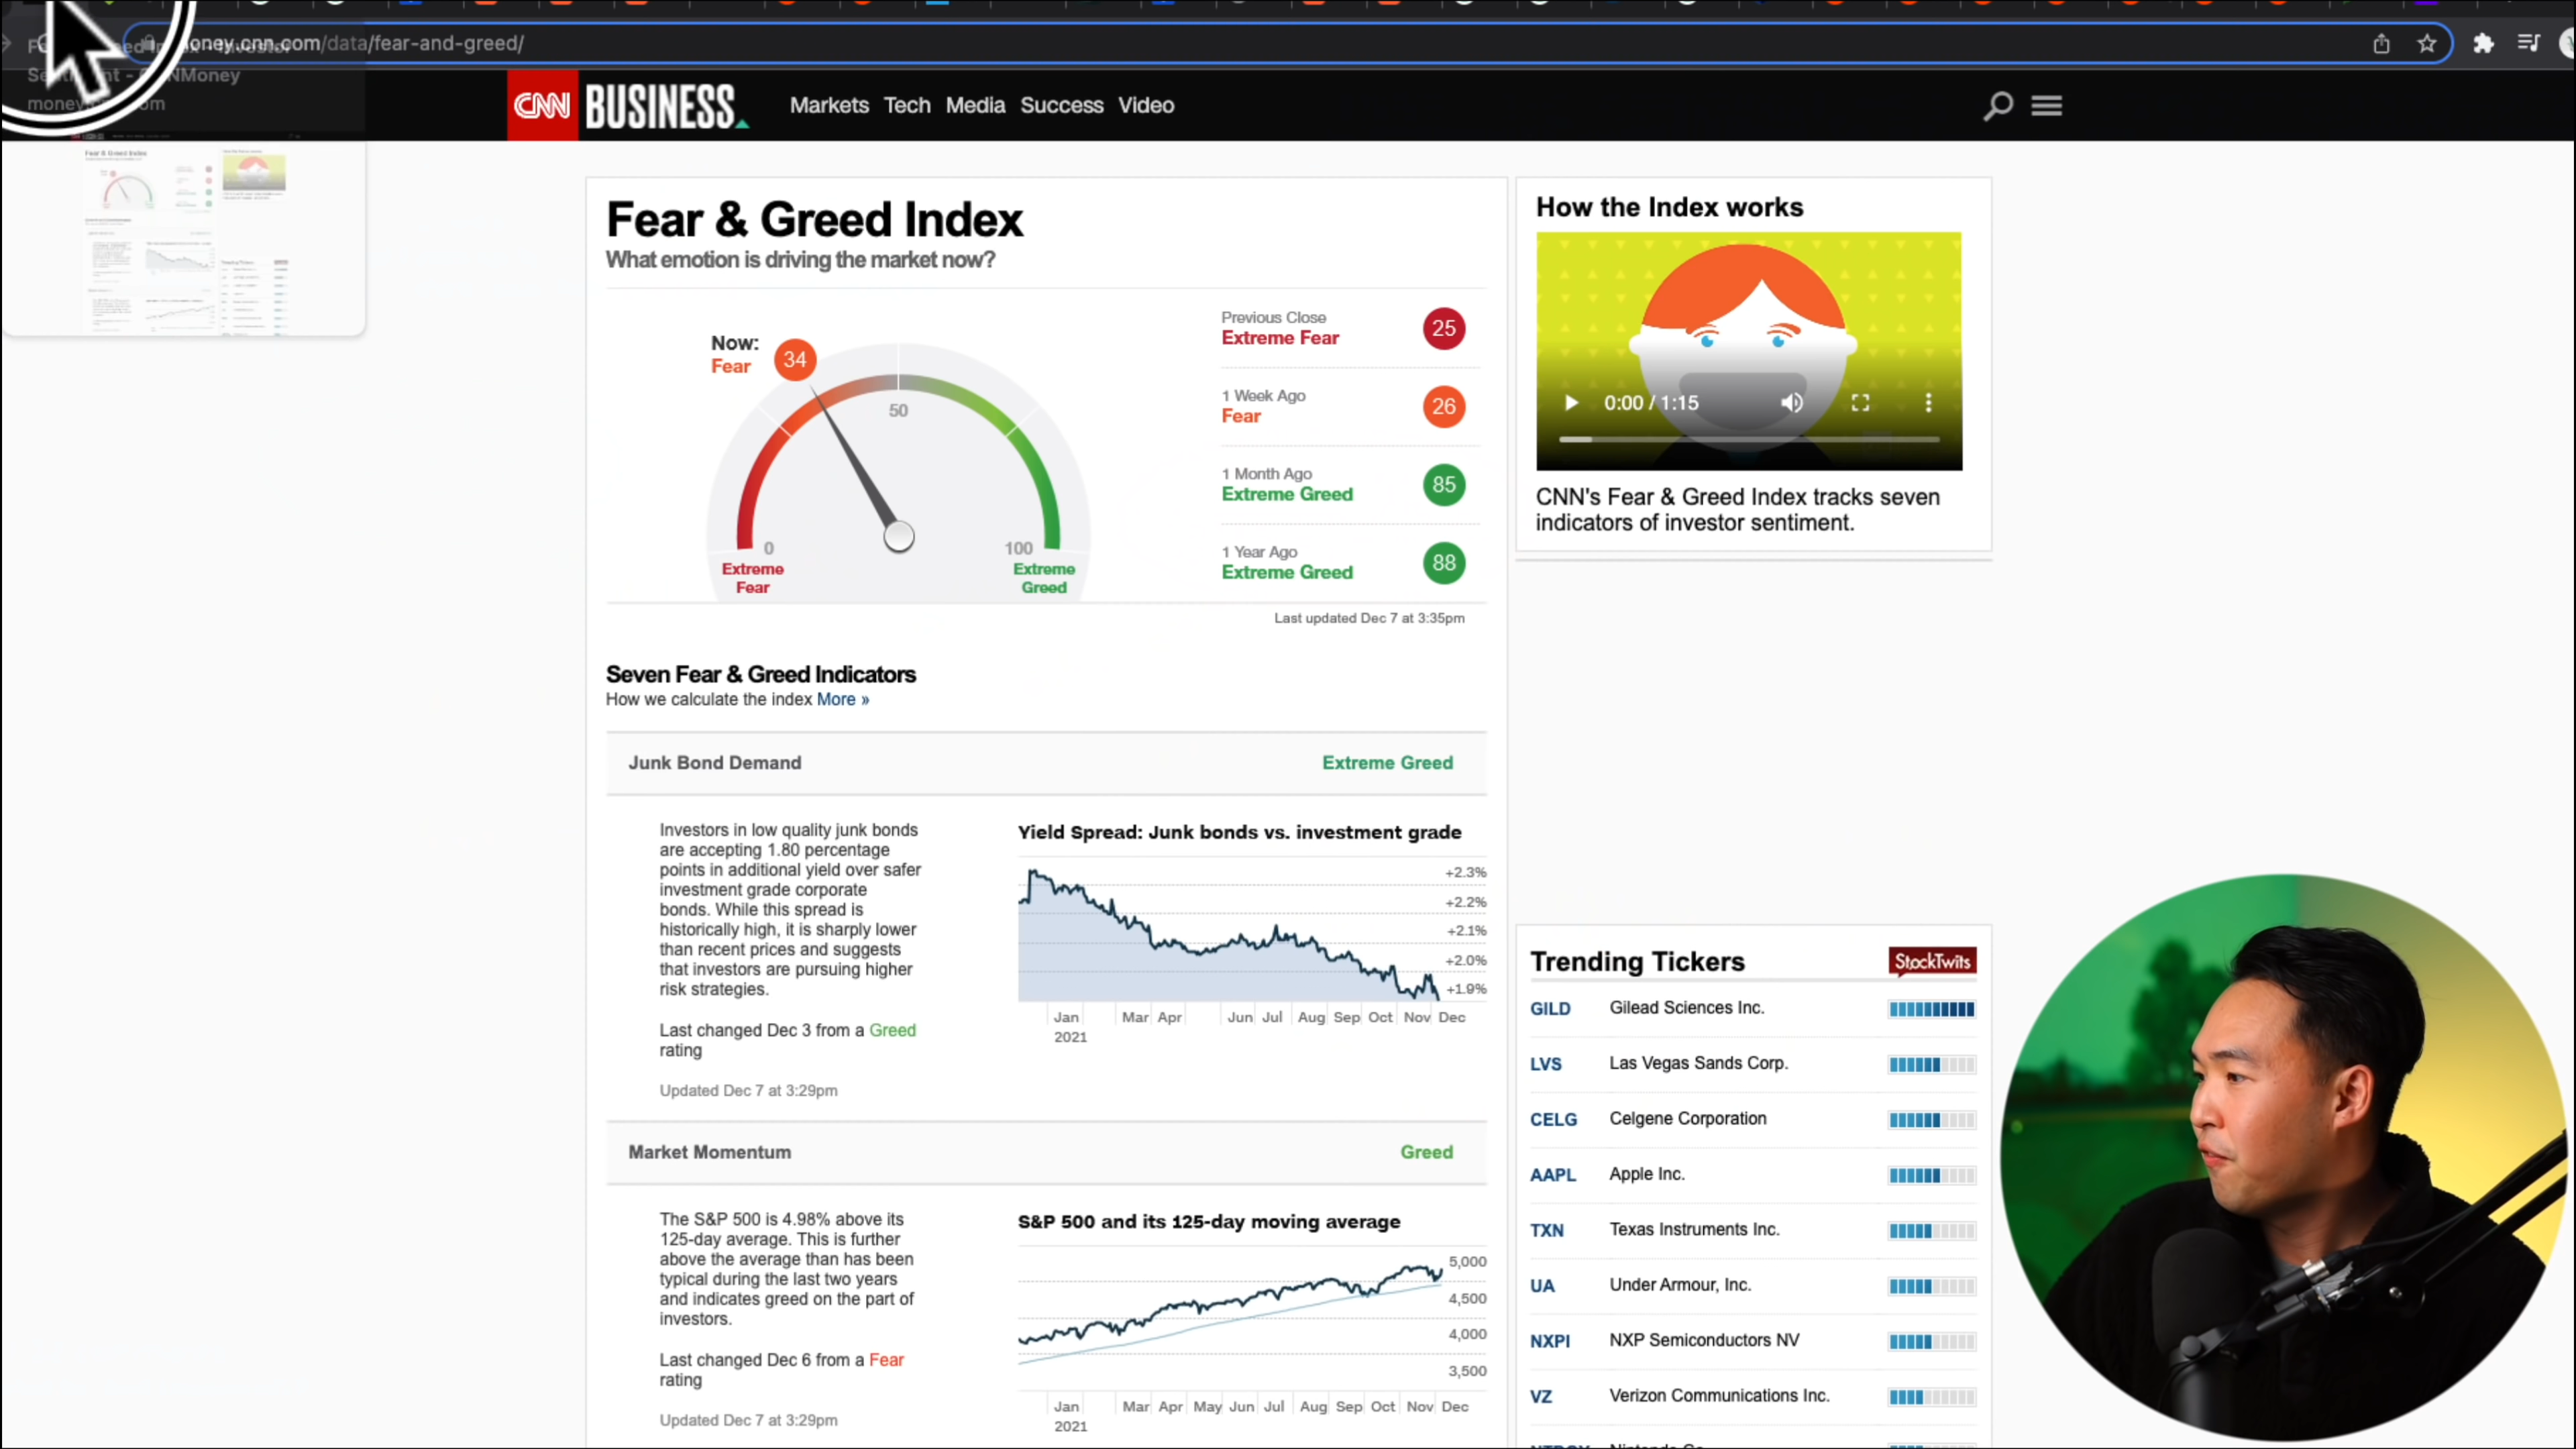 money.cnn.com/data/fear-and-greed/
CNN BUSINESS
Markets Tech Media Success Video
Fear & Greed Index
What emotion is driving the market now?
Now:
Fear
34
50
0
100
Extreme
Fear
Extreme
Greed
Previous Close
Extreme Fear
25
1 Week Ago
Fear
26
1 Month Ago
Extreme Greed
85
1 Year Ago
Extreme Greed
88
Last updated Dec 7 at 3:35pm
How the Index works
0:00 / 1:15
CNN's Fear & Greed Index tracks seven
indicators of investor sentiment.
Seven Fear & Greed Indicators
How we calculate the index More »
Junk Bond Demand
Extreme Greed
Investors in low quality junk bonds
are accepting 1.80 percentage
points in additional yield over safer
investment grade corporate
bonds. While this spread is
historically high, it is sharply lower
than recent prices and suggests
that investors are pursuing higher
risk strategies.
Last changed Dec 3 from a Greed
rating
Updated Dec 7 at 3:29pm
Yield Spread: Junk bonds vs. investment grade
+2.3%
+2.2%
+2.1%
+2.0%
+1.9%
Jan Mar Apr Jun Jul Aug Sep Oct Nov Dec
2021
Market Momentum
Greed
The S&P 500 is 4.98% above its
125-day average. This is further
above the average than has been
typical during the last two years
and indicates greed on the part of
investors.
Last changed Dec 6 from a Fear
rating
Updated Dec 7 at 3:29pm
S&P 500 and its 125-day moving average
5,000
4,500
4,000
3,500
Jan Mar Apr May Jun Jul Aug Sep Oct Nov Dec
2021
Trending Tickers
StockTwits
GILD Gilead Sciences Inc.
LVS Las Vegas Sands Corp.
CELG Celgene Corporation
AAPL Apple Inc.
TXN Texas Instruments Inc.
UA Under Armour, Inc.
NXPI NXP Semiconductors NV
VZ Verizon Communications Inc.